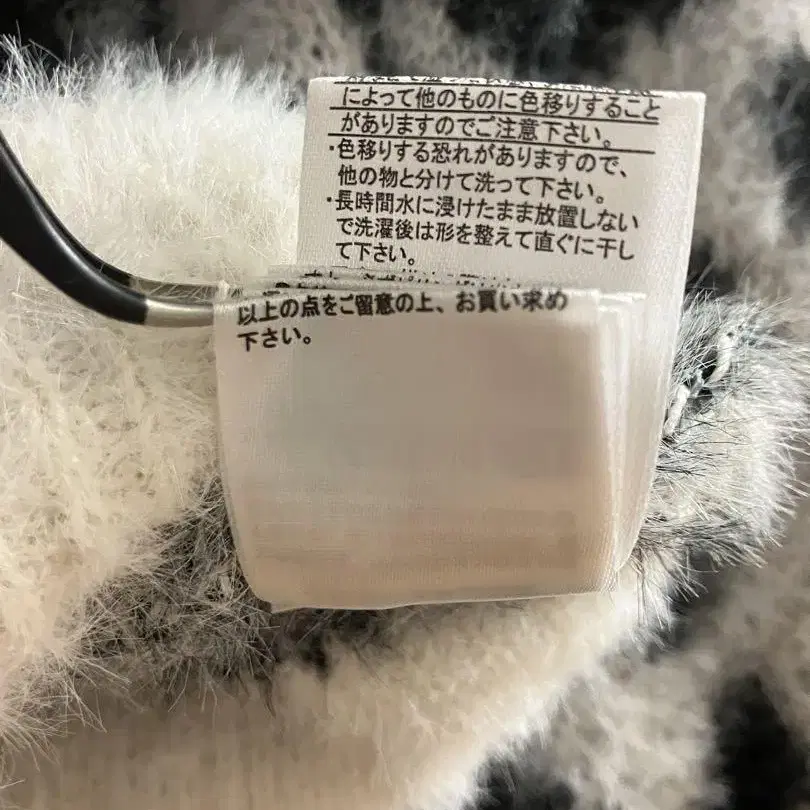 によって他のものに色移りすること
がありますのでご注意下さい。
・色移りする恐れがありますので、
他の物と分けて洗って下さい。
・長時間水に浸けたまま放置しない
で洗濯後は形を整えて直ぐに干し
て下さい。
以上の点をご留意の上、お買い求め
下さい。